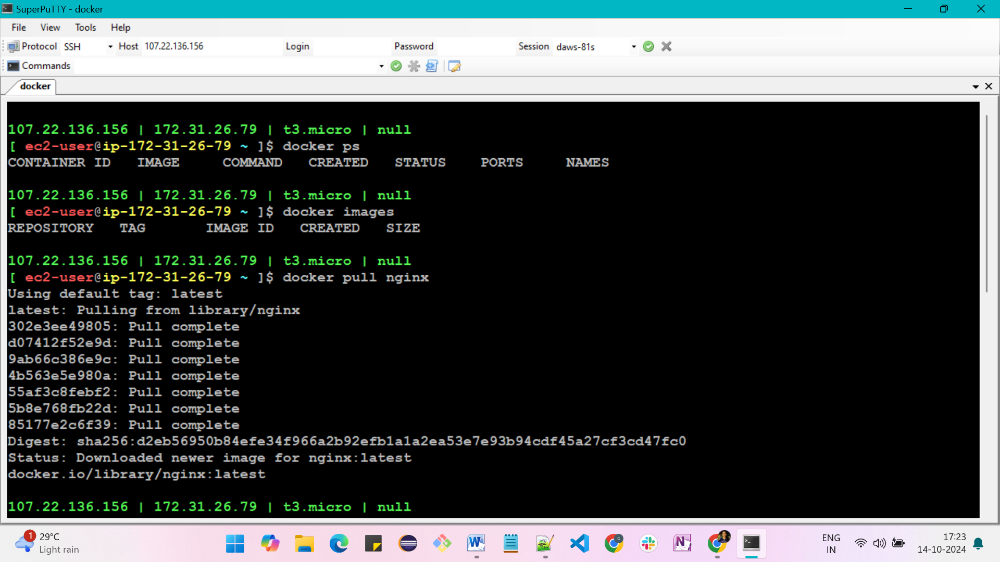 SuperPuTTY - docker
File View Tools Help
Protocol SSH Host 107.22.136.156 Login Password Session daws-81s
Commands
docker
107.22.136.156 | 172.31.26.79 | t3.micro | null
[ ec2-user@ip-172-31-26-79 ~ ]$ docker ps
CONTAINER ID IMAGE COMMAND CREATED STATUS PORTS NAMES
107.22.136.156 | 172.31.26.79 | t3.micro | null
[ ec2-user@ip-172-31-26-79 ~ ]$ docker images
REPOSITORY TAG IMAGE ID CREATED SIZE
107.22.136.156 | 172.31.26.79 | t3.micro | null
[ ec2-user@ip-172-31-26-79 ~ ]$ docker pull nginx
Using default tag: latest
latest: Pulling from library/nginx
302e3ee49805: Pull complete
d07412f52e9d: Pull complete
9ab66c386e9c: Pull complete
4b563e5e980a: Pull complete
55af3c8febf2: Pull complete
5b8e768fb22d: Pull complete
85177e2c6f39: Pull complete
Digest: sha256:d2eb56950b84efe34f966a2b92efb1a1a2ea53e7e93b94cdf45a27cf3cd47fc0
Status: Downloaded newer image for nginx:latest
docker.io/library/nginx:latest
107.22.136.156 | 172.31.26.79 | t3.micro | null
1 29°C
Light rain
ENG
IN
17:23
14-10-2024